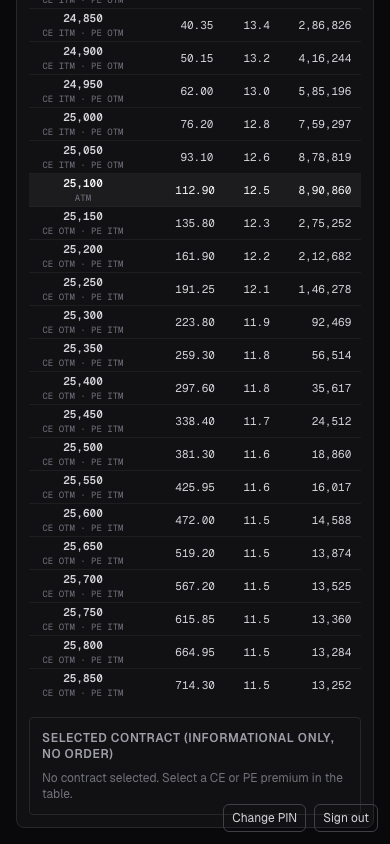 24,850 40.35 13.4 2,86,826
CE ITM · PE OTM
24,900 50.15 13.2 4,16,244
CE ITM · PE OTM
24,950 62.00 13.0 5,85,196
CE ITM · PE OTM
25,000 76.20 12.8 7,59,297
CE ITM · PE OTM
25,050 93.10 12.6 8,78,819
CE ITM · PE OTM
25,100 112.90 12.5 8,90,860
ATM
25,150 135.80 12.3 2,75,252
CE OTM · PE ITM
25,200 161.90 12.2 2,12,682
CE OTM · PE ITM
25,250 191.25 12.1 1,46,278
CE OTM · PE ITM
25,300 223.80 11.9 92,469
CE OTM · PE ITM
25,350 259.30 11.8 56,514
CE OTM · PE ITM
25,400 297.60 11.8 35,617
CE OTM · PE ITM
25,450 338.40 11.7 24,512
CE OTM · PE ITM
25,500 381.30 11.6 18,860
CE OTM · PE ITM
25,550 425.95 11.6 16,017
CE OTM · PE ITM
25,600 472.00 11.5 14,588
CE OTM · PE ITM
25,650 519.20 11.5 13,874
CE OTM · PE ITM
25,700 567.20 11.5 13,525
CE OTM · PE ITM
25,750 615.85 11.5 13,360
CE OTM · PE ITM
25,800 664.95 11.5 13,284
CE OTM · PE ITM
25,850 714.30 11.5 13,252
CE OTM · PE ITM
SELECTED CONTRACT (INFORMATIONAL ONLY,
NO ORDER)
No contract selected. Select a CE or PE premium in the
table.
Change PIN Sign out